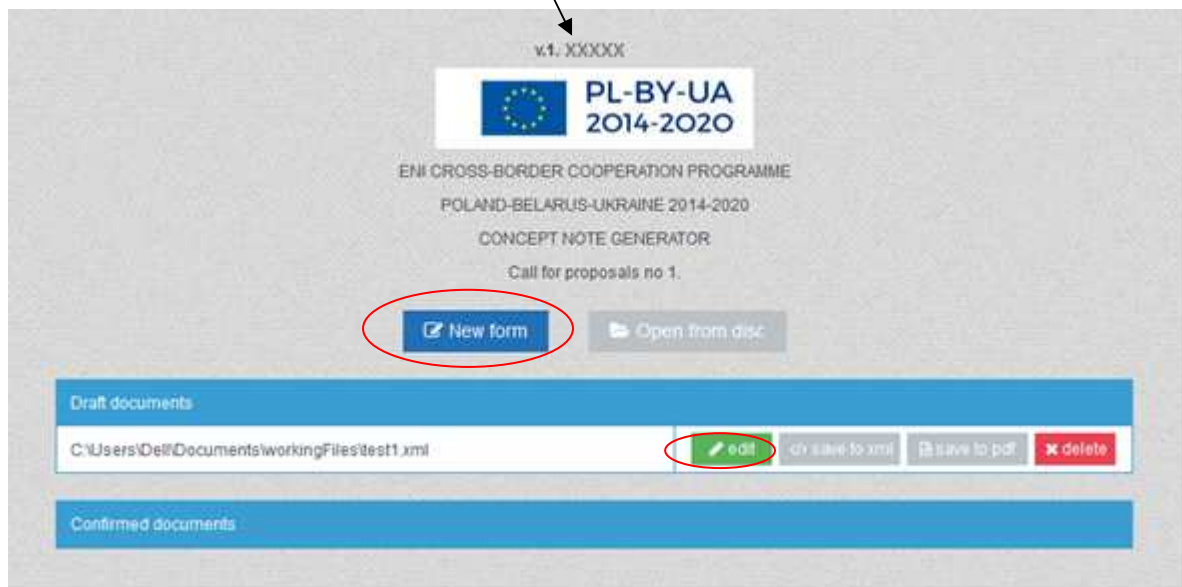 v.1. XXXXX
PL-BY-UA
2014-2020
ENI CROSS-BORDER COOPERATION PROGRAMME
POLAND-BELARUS-UKRAINE 2014-2020
CONCEPT NOTE GENERATOR
Call for proposals no 1.
New form Open from disc
Draft documents
C:\Users\Dell\Documents\workingFiles\test1.xml edit save to xml save to pdf delete
Confirmed documents